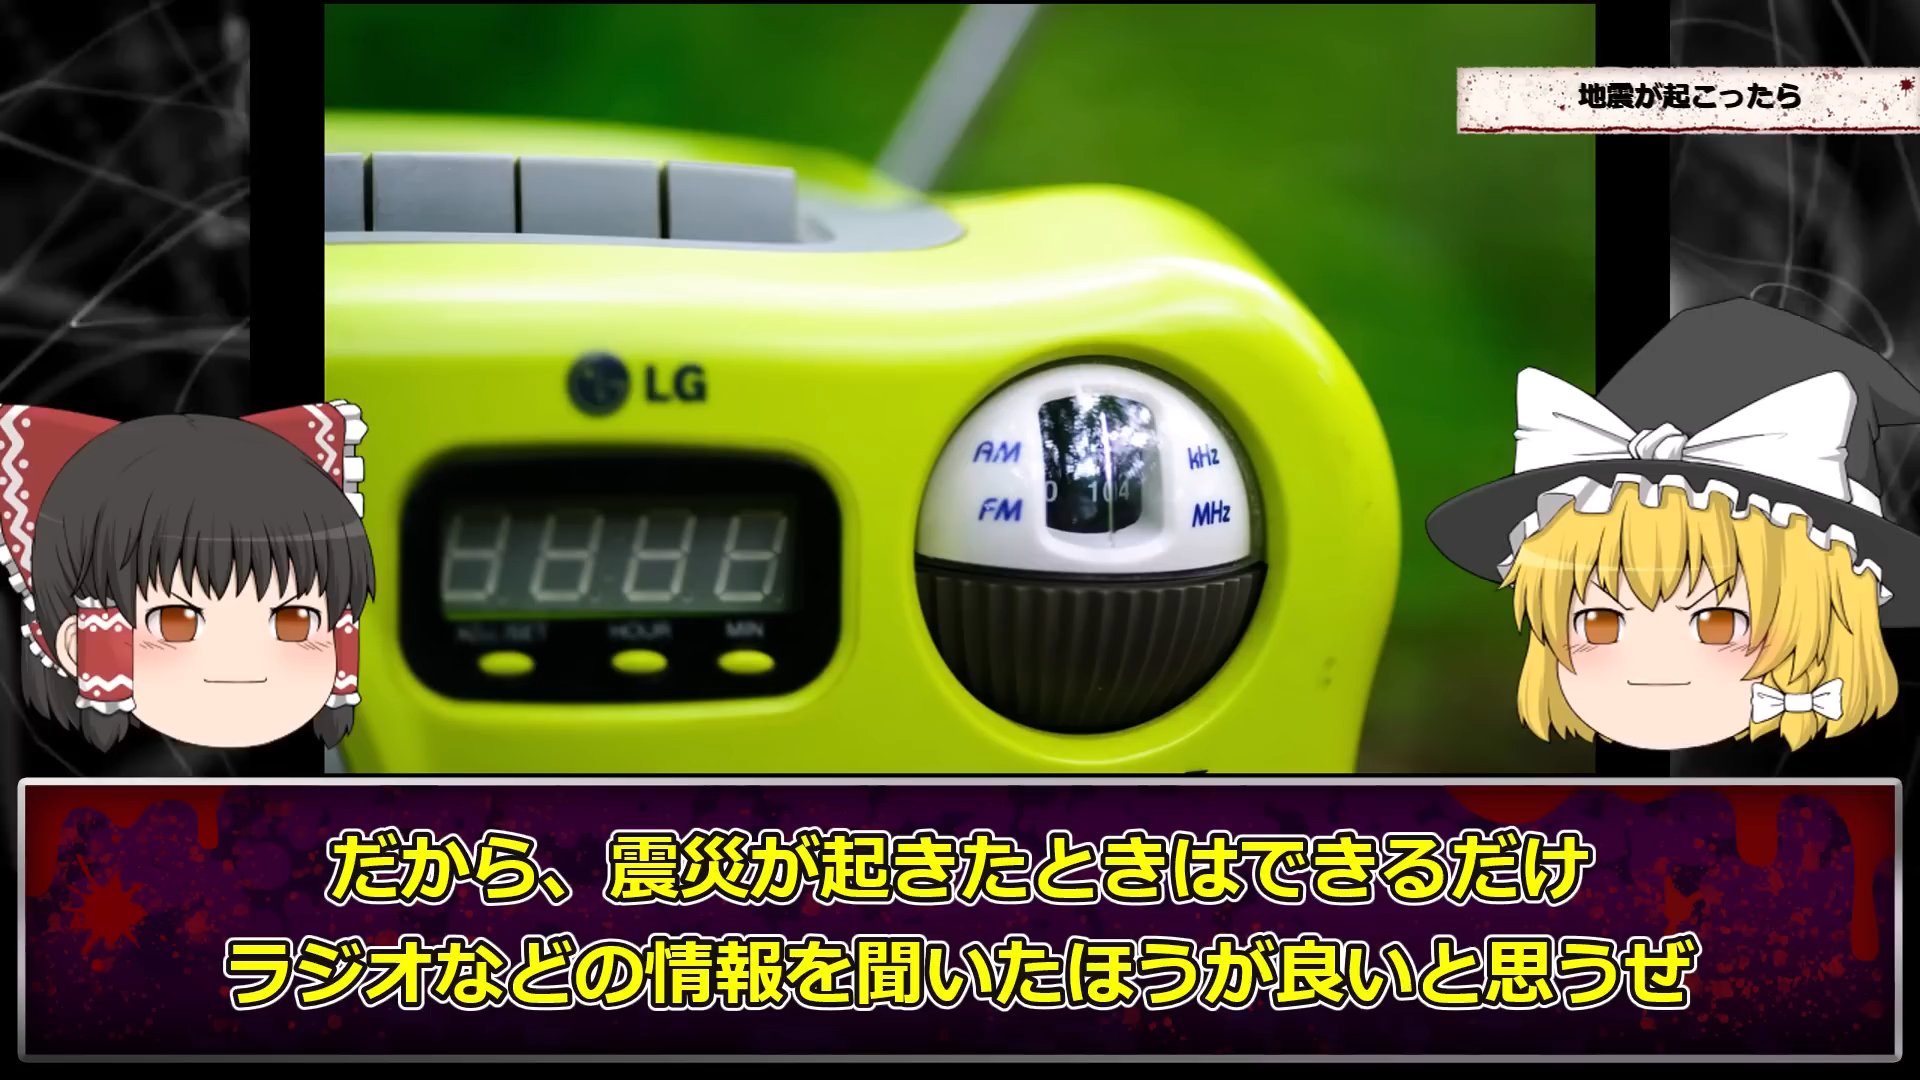 地震が起こったら
LG
AM
kHz
104
FM
MHz
HOUR
MIN
だから、震災が起きたときはできるだけ
ラジオなどの情報を聞いたほうが良いと思うぜ